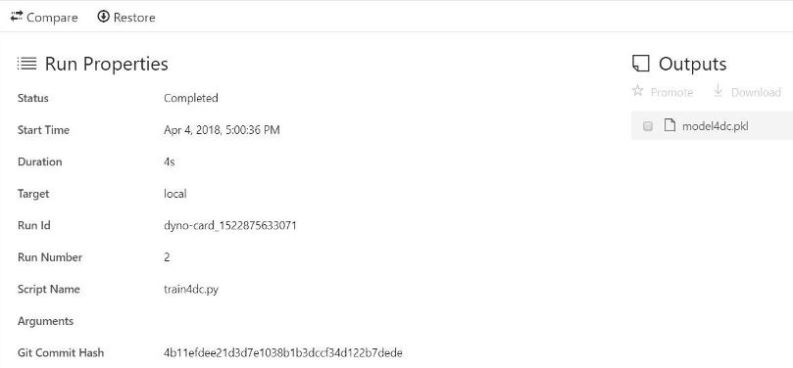 Compare Restore
Run Properties
Status Completed
Start Time Apr 4, 2018, 5:00:36 PM
Duration 4s
Target local
Run Id dyno-card_1522875633071
Run Number 2
Script Name train4dc.py
Arguments
Git Commit Hash 4b11efdee21d3d7e1038b1b3dccf34d122b7dede
Outputs
Promote Download
model4dc.pkl